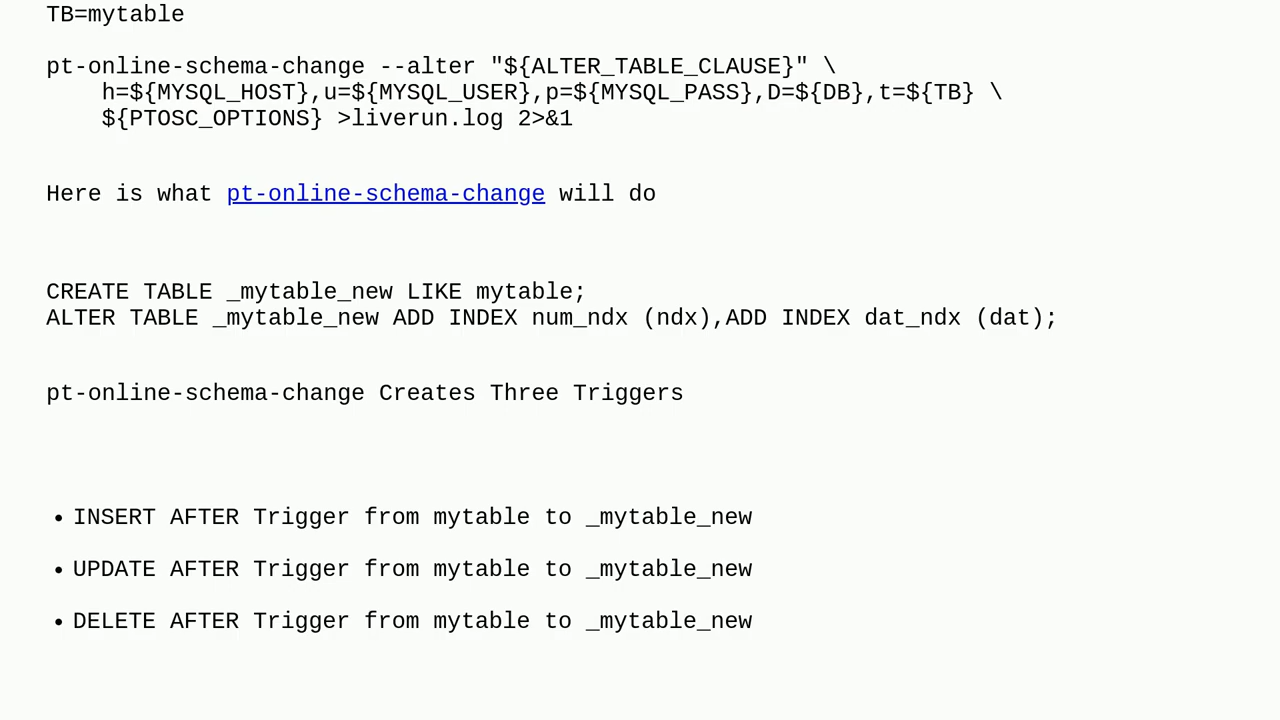 TB=mytable
pt-online-schema-change --alter "${ALTER_TABLE_CLAUSE}" \
h=${MYSQL_HOST},u=${MYSQL_USER},p=${MYSQL_PASS},D=${DB},t=${TB} \
${PTOSC_OPTIONS} >liverun.log 2>&1
Here is what pt-online-schema-change will do
CREATE TABLE _mytable_new LIKE mytable;
ALTER TABLE _mytable_new ADD INDEX num_ndx (ndx),ADD INDEX dat_ndx (dat);
pt-online-schema-change Creates Three Triggers
• INSERT AFTER Trigger from mytable to _mytable_new
• UPDATE AFTER Trigger from mytable to _mytable_new
• DELETE AFTER Trigger from mytable to _mytable_new